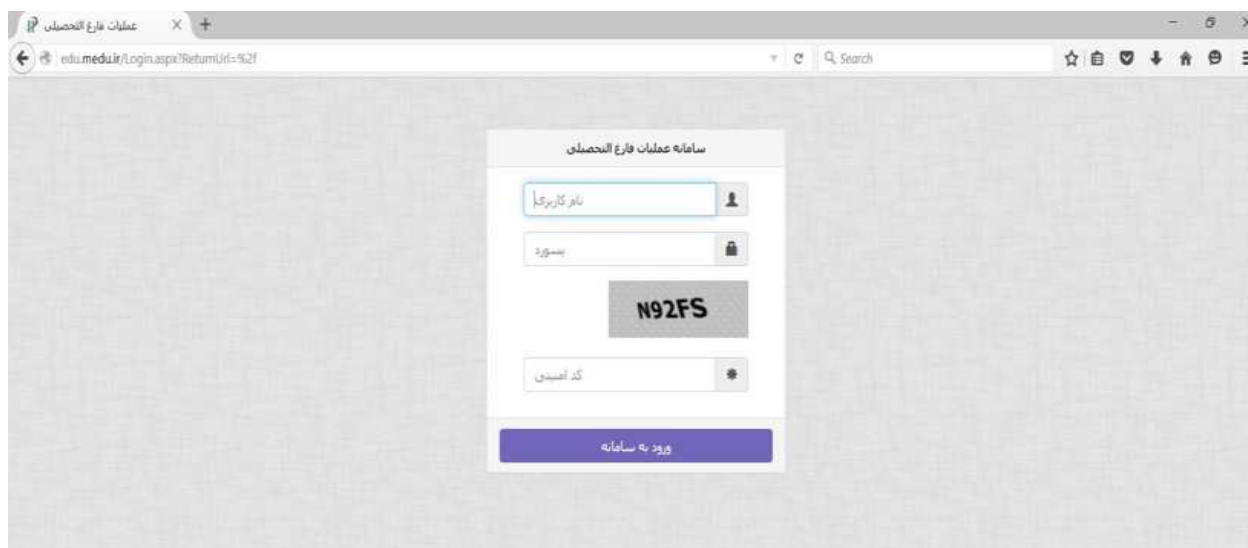 عملیات فارغ التحصیلی
edu.medu.ir/Login.aspx?ReturnUrl=%2f
Search
سامانه عملیات فارغ التحصیلی
نام کاربری
پسورد
N92FS
کد امنیتی
ورود به سامانه